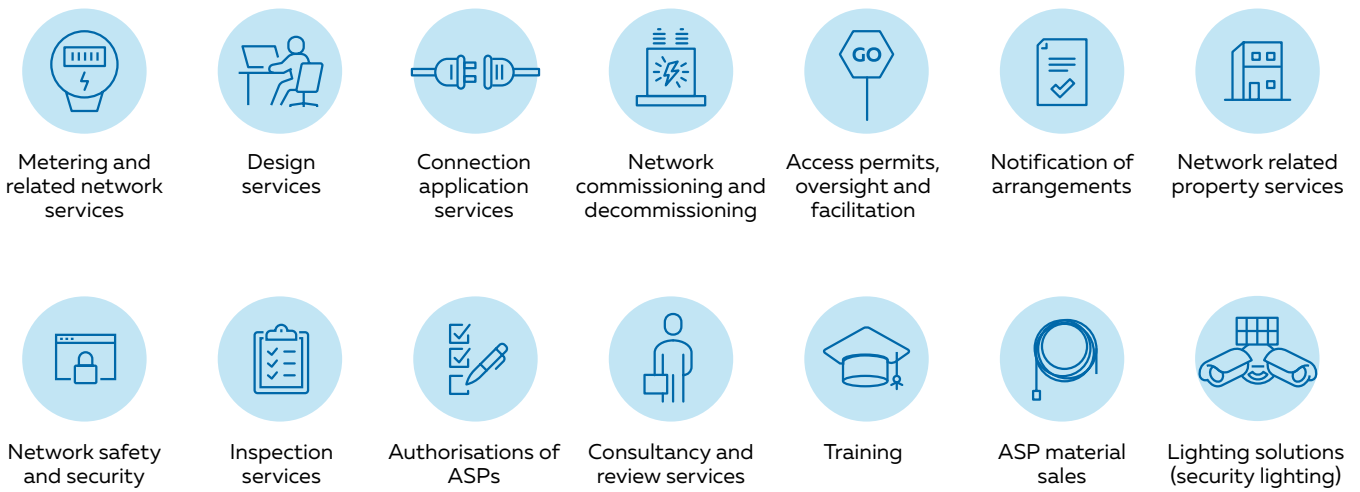 GO
Metering and
related network
services
Design
services
Connection
application
services
Network
commissioning and
decommissioning
Access permits,
oversight and
facilitation
Notification of
arrangements
Network related
property services
Network safety
and security
Inspection
services
Authorisations of
ASPs
Consultancy and
review services
Training
ASP material
sales
Lighting solutions
(security lighting)